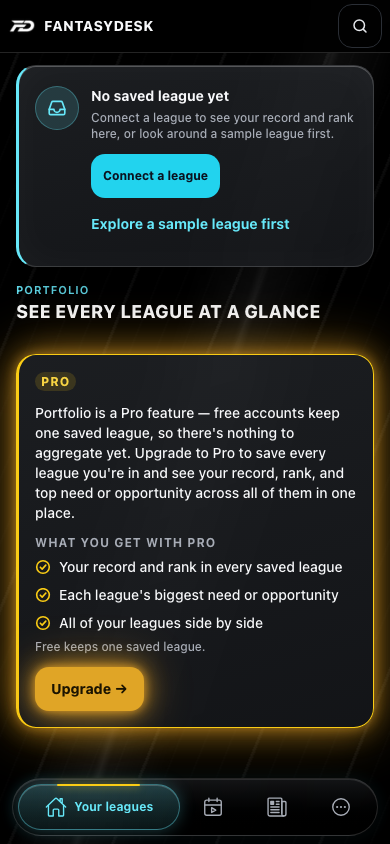 FD FANTASYDESK
No saved league yet
Connect a league to see your record and rank
here, or look around a sample league first.
Connect a league
Explore a sample league first
PORTFOLIO
SEE EVERY LEAGUE AT A GLANCE
PRO
Portfolio is a Pro feature — free accounts keep
one saved league, so there's nothing to
aggregate yet. Upgrade to Pro to save every
league you're in and see your record, rank, and
top need or opportunity across all of them in one
place.
WHAT YOU GET WITH PRO
Your record and rank in every saved league
Each league's biggest need or opportunity
All of your leagues side by side
Free keeps one saved league.
Upgrade →
Your leagues